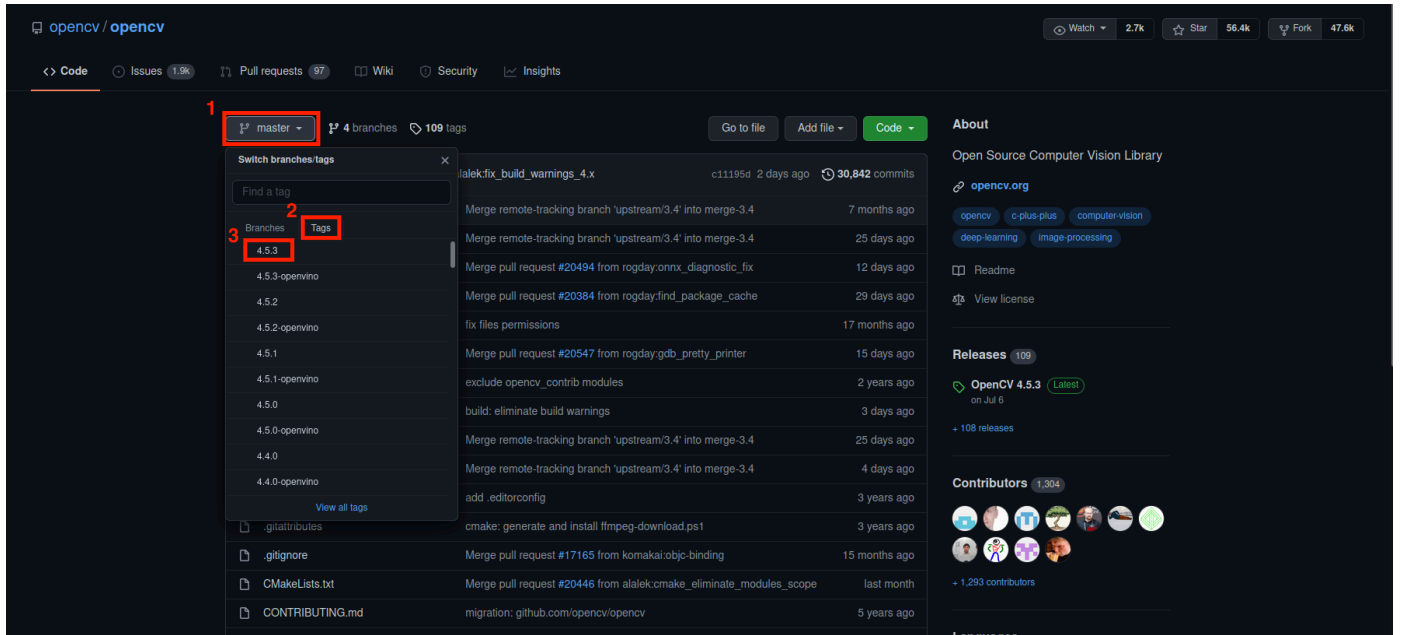 opencv / opencv
Watch 2.7k Star 56.4k Fork 47.6k
Code Issues 1.9k Pull requests 97 Wiki Security Insights
1
master 4 branches 109 tags Go to file Add file Code
Switch branches/tags
Find a tag
2
Branches Tags
3
4.5.3
4.5.3-openvino
4.5.2
4.5.2-openvino
4.5.1
4.5.1-openvino
4.5.0
4.5.0-openvino
4.4.0
4.4.0-openvino
View all tags
lalek:fix_build_warnings_4.x c11195d 2 days ago 30,842 commits
Merge remote-tracking branch 'upstream/3.4' into merge-3.4 7 months ago
Merge remote-tracking branch 'upstream/3.4' into merge-3.4 25 days ago
Merge pull request #20494 from rogday:onnx_diagnostic_fix 12 days ago
Merge pull request #20384 from rogday:find_package_cache 29 days ago
fix files permissions 17 months ago
Merge pull request #20547 from rogday:gdb_pretty_printer 15 days ago
exclude opencv_contrib modules 2 years ago
build: eliminate build warnings 3 days ago
Merge remote-tracking branch 'upstream/3.4' into merge-3.4 25 days ago
Merge remote-tracking branch 'upstream/3.4' into merge-3.4 4 days ago
add .editorconfig 3 years ago
.gitattributes cmake: generate and install ffmpeg-download.ps1 3 years ago
.gitignore Merge pull request #17165 from komakai:objc-binding 15 months ago
CMakeLists.txt Merge pull request #20446 from alalek:cmake_eliminate_modules_scope last month
CONTRIBUTING.md migration: github.com/opencv/opencv 5 years ago
About
Open Source Computer Vision Library
opencv.org
opencv c-plus-plus computer-vision
deep-learning image-processing
Readme
View license
Releases 109
OpenCV 4.5.3 Latest
on Jul 6
+ 108 releases
Contributors 1,304
+ 1,293 contributors